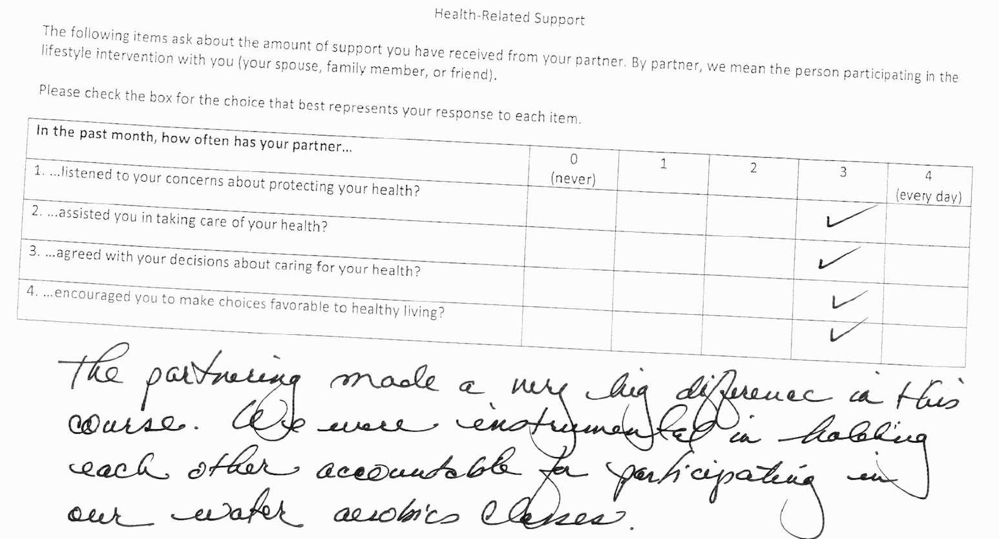 Health-Related Support
The following items ask about the amount of support you have received from your partner. By partner, we mean the person participating in the
lifestyle intervention with you (your spouse, family member, or friend).
Please check the box for the choice that best represents your response to each item.
In the past month, how often has your partner... 0 (never) 1 2 3 4 (every day)
1. ...listened to your concerns about protecting your health? ✓
2. ...assisted you in taking care of your health? ✓
3. ...agreed with your decisions about caring for your health? ✓
4. ...encouraged you to make choices favorable to healthy living? ✓
The partnering made a very big difference in this
course. We were instrumental in holding
each other accountable for participating in
our water aerobics classes.